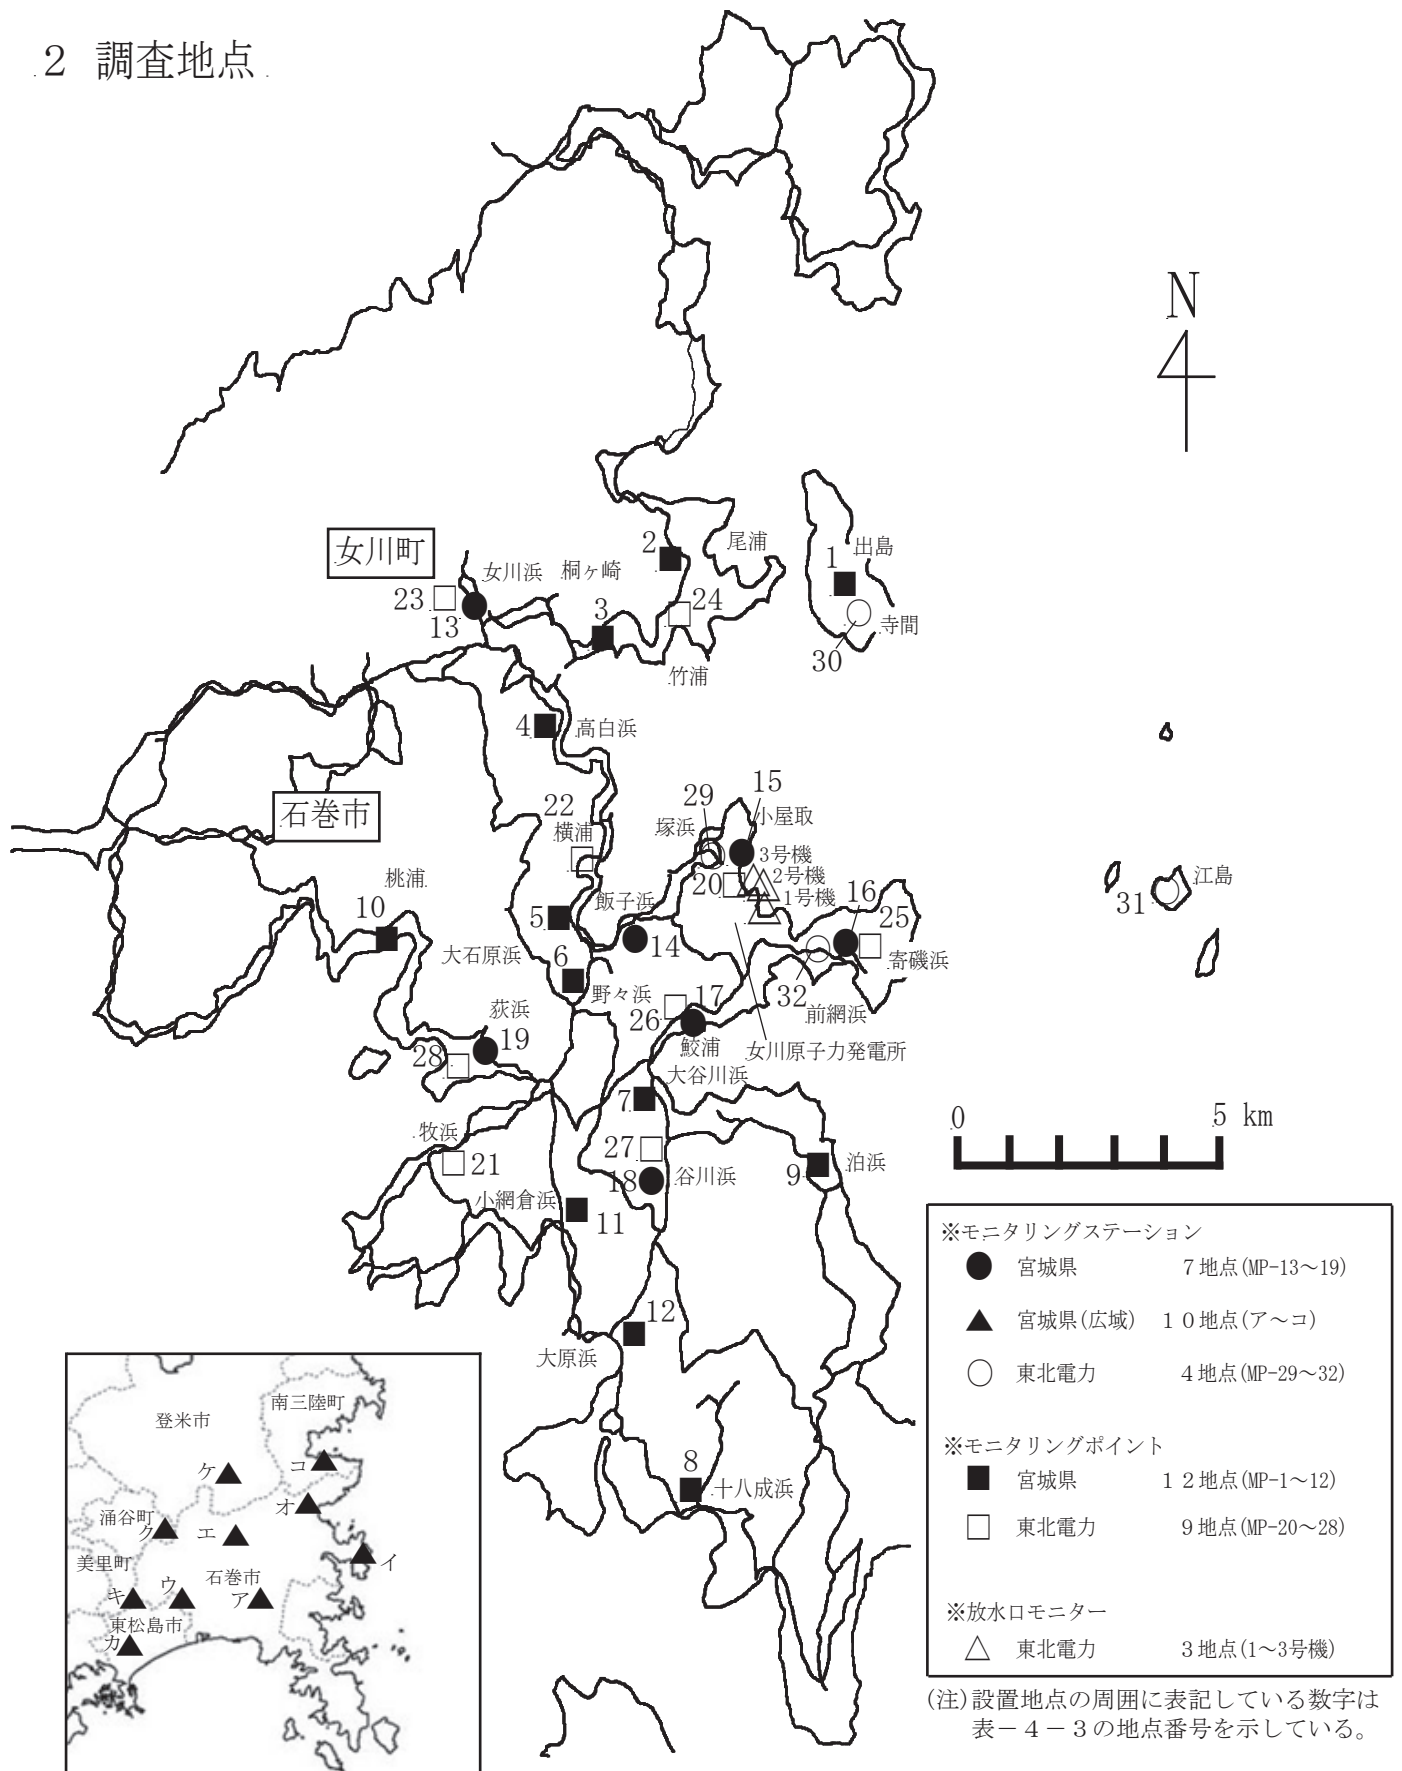 2 調査地点
N
女川町
女川浜
桐ヶ崎
2
尾浦
1
出島
23
13
3
24
竹浦
30
寺間
4
高白浜
石巻市
22
横浦
29
15
塚浜
小屋取
3号機
2号機
1号機
20
16
25
31
江島
桃浦
10
5
飯子浜
大石原浜
6
14
寄磯浜
野々浜
17
32
前網浜
26
荻浜
19
鮫浦
女川原子力発電所
28
大谷川浜
7
0 5 km
牧浜
27
21
18
谷川浜
9
泊浜
小網倉浜
11
12
大原浜
8
十八成浜
※モニタリングステーション
宮城県 7地点(MP-13～19)
宮城県(広域) 10地点(ア～コ)
東北電力 4地点(MP-29～32)
※モニタリングポイント
宮城県 12地点(MP-1～12)
東北電力 9地点(MP-20～28)
※放水口モニター
東北電力 3地点(1～3号機)
(注)設置地点の周囲に表記している数字は
表－４－３の地点番号を示している。
南三陸町
登米市
ケ
コ
オ
涌谷町
ク
エ
美里町
イ
石巻市
キ
ウ
ア
東松島市
カ